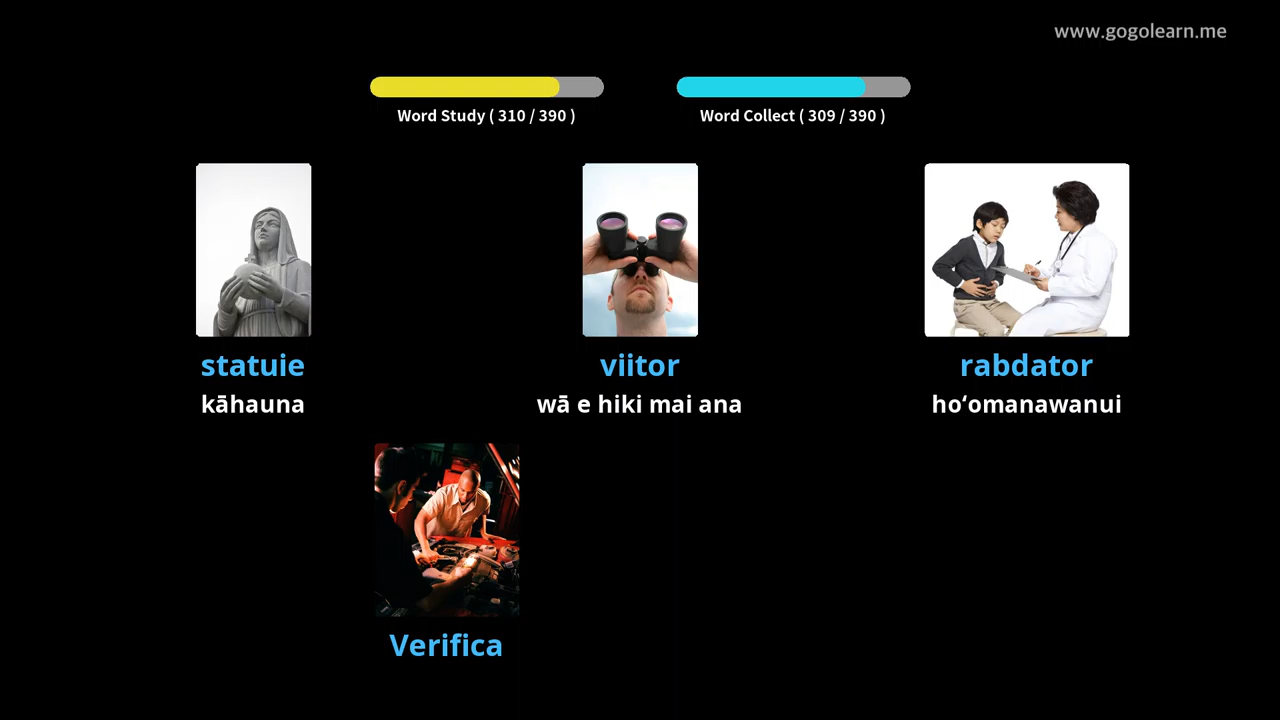 www.gogolearn.me
Word Study ( 310 / 390 )
Word Collect ( 309 / 390 )
statuie
viitor
rabdator
kāhauna
wā e hiki mai ana
hoʻomanawanui
Verifica